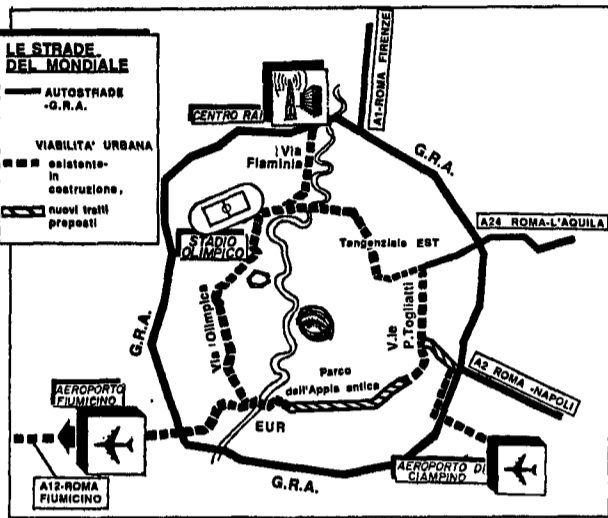 LE STRADE
DEL MONDIALE
AUTOSTRADE
-G.R.A.
VIABILITA' URBANA
esistente-
in
costruzione,
nuovi tratti
proposti
CENTRO RAI
A1-ROMA FIRENZE
G.R.A.
Via
Flaminia
A24 ROMA-L'AQUILA
STADIO
OLIMPICO
Tangenziale EST
G.R.A.
Via Olimpica
V.le
P.Togliatti
Parco
dell'Appia antica
A2 ROMA -NAPOLI
AEROPORTO
FIUMICINO
EUR
AEROPORTO DI
CIAMPINO
A12-ROMA
FIUMICINO
G.R.A.